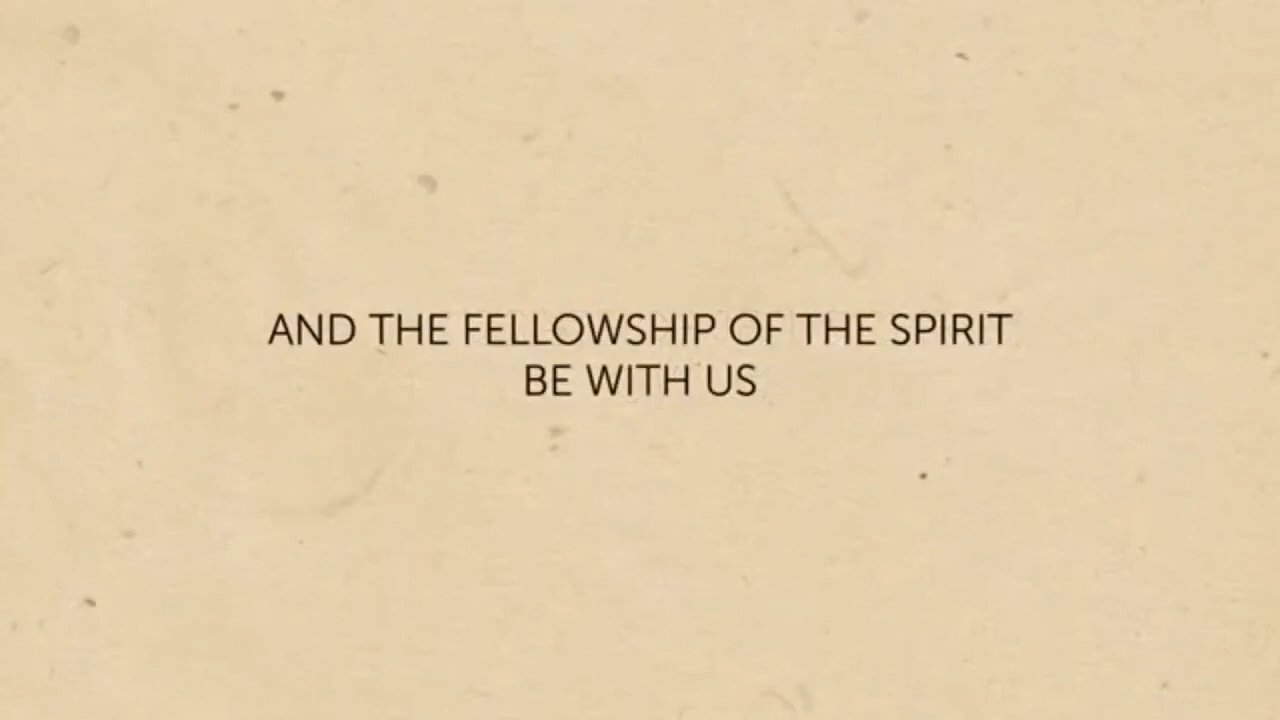 AND THE FELLOWSHIP OF THE SPIRIT
BE WITH US